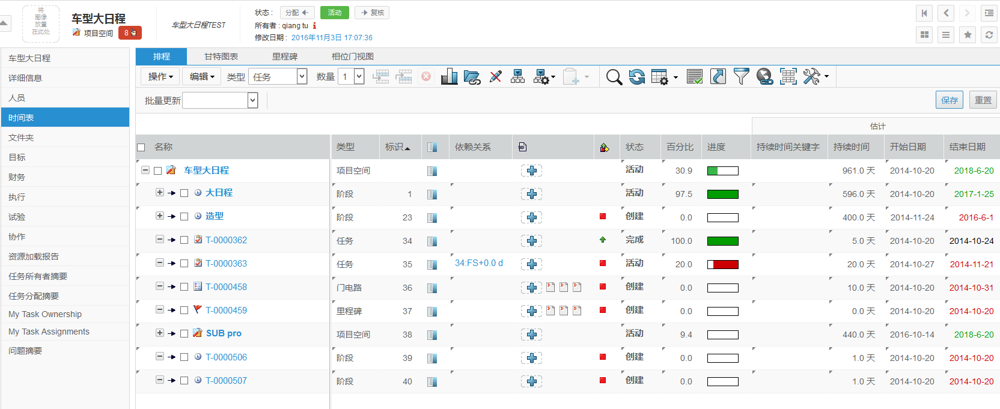 将
图像
放置
在此处
车型大日程
项目空间 8
车型大日程TEST
状态 : 分配 活动 复核
所有者 : qiang tu
修改日期 : 2016年11月3日 17:07:36
车型大日程
详细信息
人员
时间表
文件夹
目标
财务
执行
试验
协作
资源加载报告
任务所有者摘要
任务分配摘要
My Task Ownership
My Task Assignments
问题摘要
排程 甘特图表 里程碑 相位门视图
操作 编辑 类型 任务 数量 1
批量更新 保存 重置
估计
名称 类型 标识 依赖关系 状态 百分比 进度 持续时间关键字 持续时间 开始日期 结束日期
车型大日程 项目空间 活动 30.9 961.0 天 2014-10-20 2018-6-20
大日程 阶段 1 活动 97.5 596.0 天 2014-10-20 2017-1-25
造型 阶段 23 创建 0.0 400.0 天 2014-11-24 2016-6-1
T-0000362 任务 34 完成 100.0 5.0 天 2014-10-20 2014-10-24
T-0000363 任务 35 34:FS+0.0 d 活动 20.0 20.0 天 2014-10-27 2014-11-21
T-0000458 门电路 36 创建 0.0 10.0 天 2014-10-20 2014-10-31
T-0000459 里程碑 37 创建 0.0 0.0 天 2014-10-20 2014-10-20
SUB pro 项目空间 38 活动 9.4 440.0 天 2016-10-14 2018-6-20
T-0000506 阶段 39 创建 0.0 1.0 天 2014-10-20 2014-10-20
T-0000507 阶段 40 创建 0.0 1.0 天 2014-10-20 2014-10-20